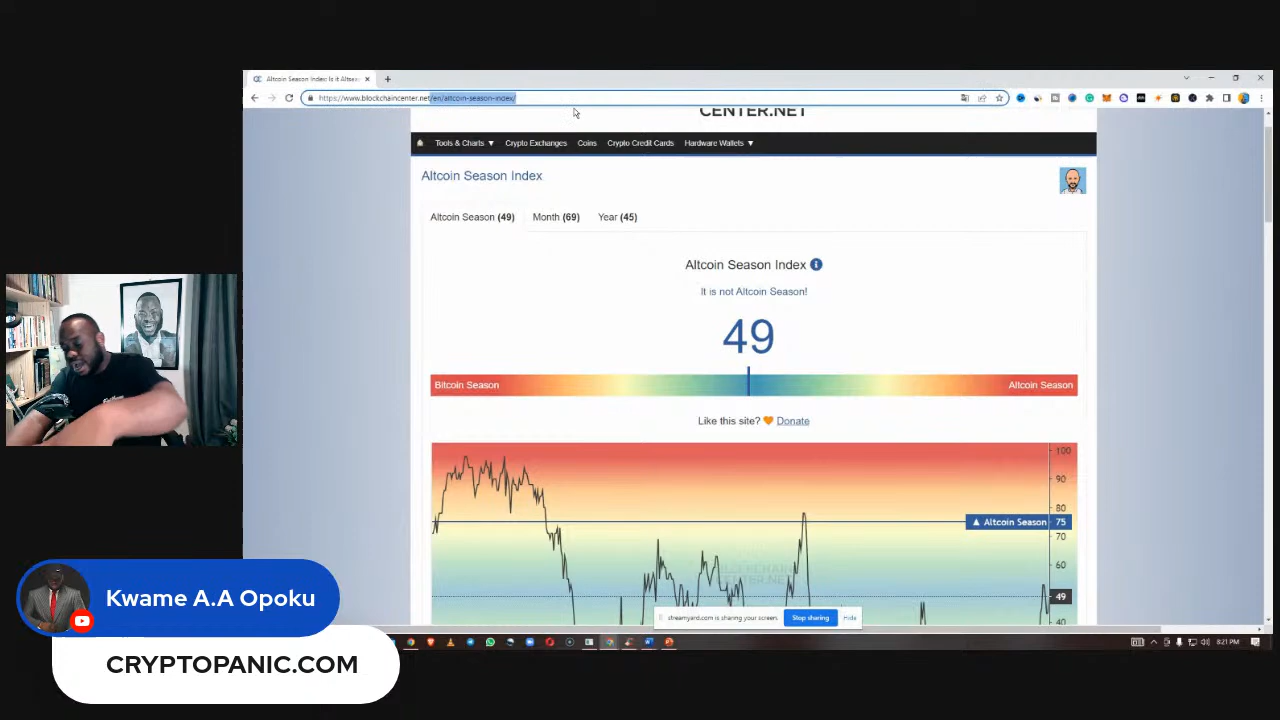 Altcoin Season Index: Is it Altsea
https://www.blockchaincenter.net/en/altcoin-season-index/
CENTER.NET
Tools & Charts ▼ Crypto Exchanges Coins Crypto Credit Cards Hardware Wallets ▼
Altcoin Season Index
Altcoin Season (49) Month (69) Year (45)
Altcoin Season Index
It is not Altcoin Season!
49
Bitcoin Season Altcoin Season
Like this site? 🧡 Donate
100
90
80
▲ Altcoin Season 75
70
60
49
40
BLOCKCHAIN
CENTER.NET
streamyard.com is sharing your screen. Stop sharing Hide
8:21 PM
Kwame A.A Opoku
CRYPTOPANIC.COM